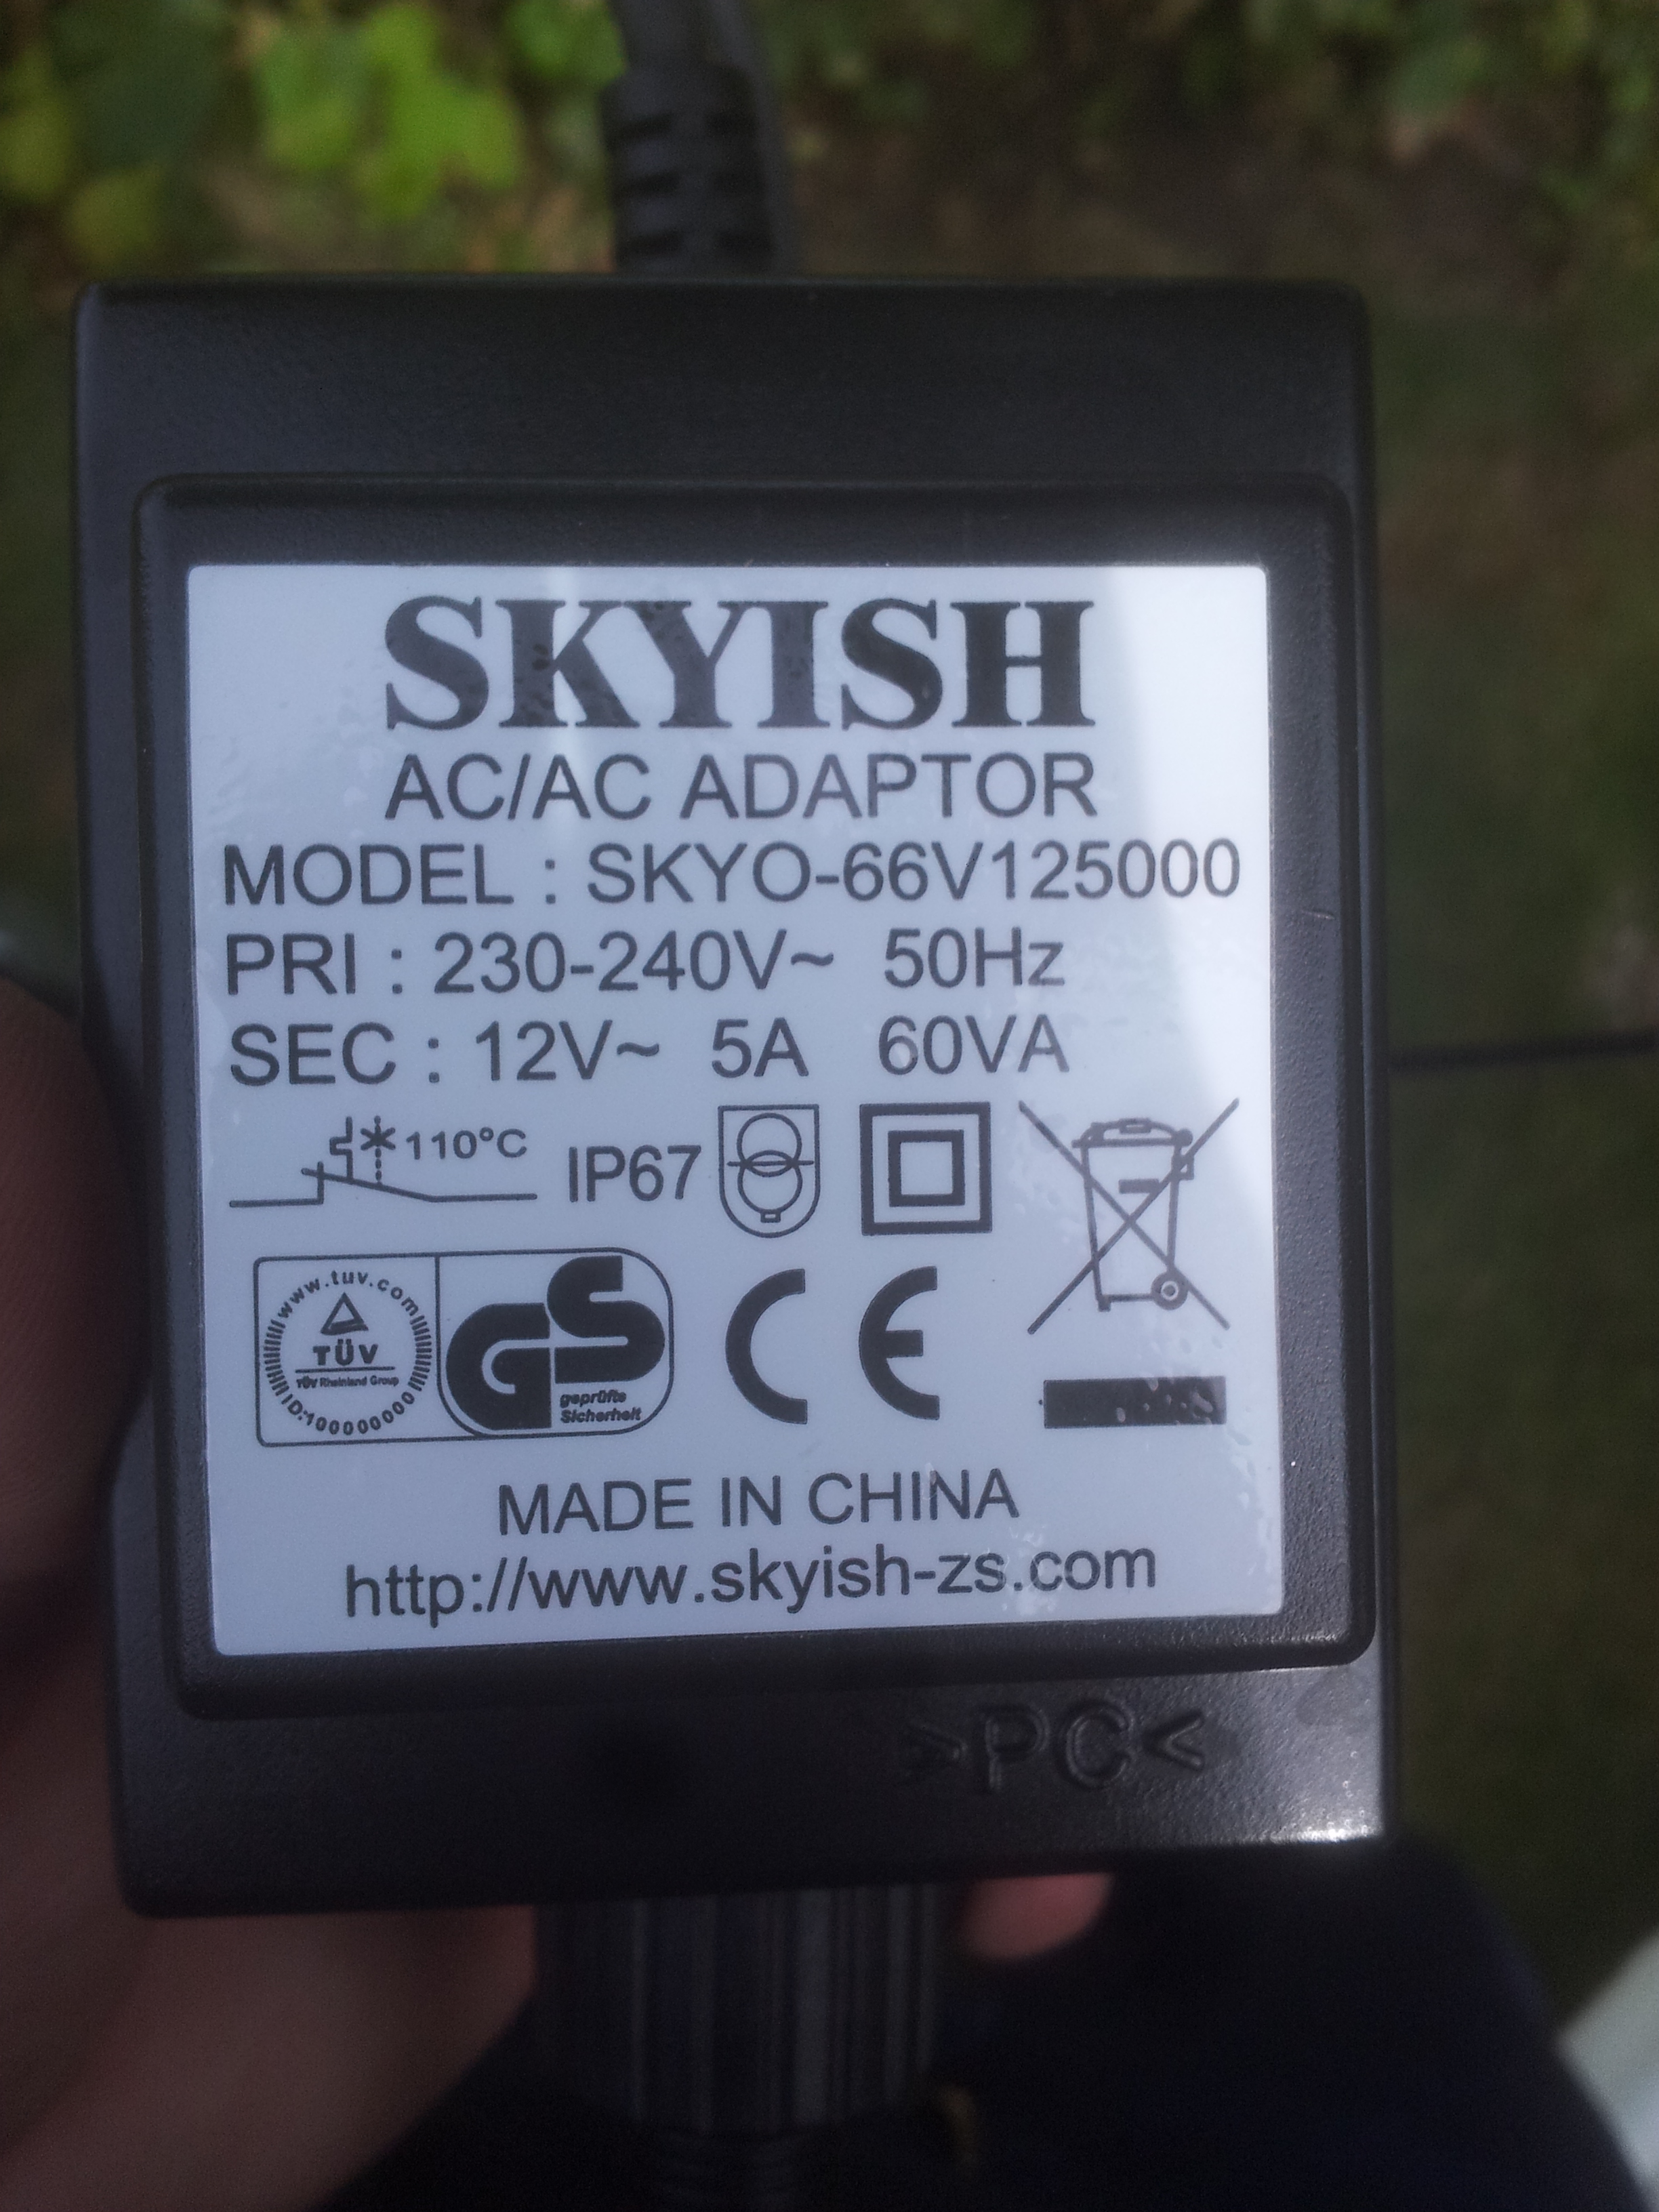 SKYISH
AC/AC ADAPTOR
MODEL : SKYO-66V125000
PRI : 230-240V~ 50Hz
SEC : 12V~ 5A 60VA
110°C
IP67
www.tuv.com
TÜV
TÜV Rheinland Group
ID:100000000
GS
geprüfte
Sicherheit
CE
MADE IN CHINA
http://www.skyish-zs.com
>PC<